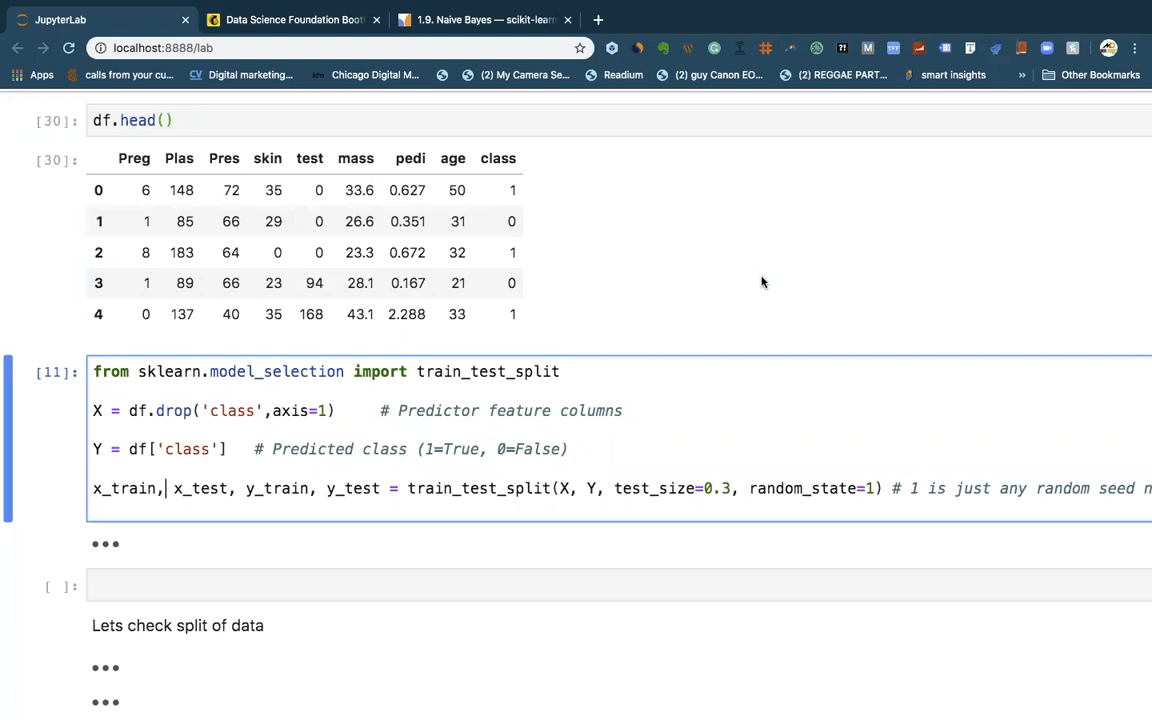 JupyterLab
Data Science Foundation Boot
1.9. Naive Bayes — scikit-lear
localhost:8888/lab
Apps calls from your cu... CV Digital marketing... Chicago Digital M... (2) My Camera Se... Readium (2) guy Canon EO... (2) REGGAE PART... smart insights » Other Bookmarks
[30]: df.head()
[30]: Preg Plas Pres skin test mass pedi age class
0 6 148 72 35 0 33.6 0.627 50 1
1 1 85 66 29 0 26.6 0.351 31 0
2 8 183 64 0 0 23.3 0.672 32 1
3 1 89 66 23 94 28.1 0.167 21 0
4 0 137 40 35 168 43.1 2.288 33 1
[11]: from sklearn.model_selection import train_test_split
X = df.drop('class',axis=1) # Predictor feature columns
Y = df['class'] # Predicted class (1=True, 0=False)
x_train, x_test, y_train, y_test = train_test_split(X, Y, test_size=0.3, random_state=1) # 1 is just any random seed n
[ ]:
Lets check split of data